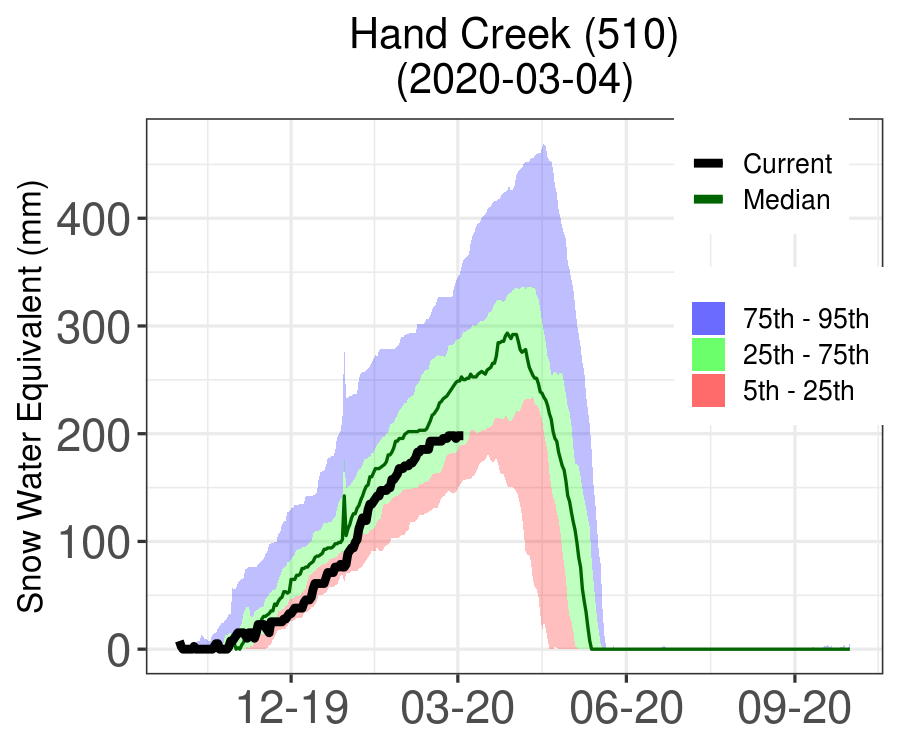 Hand Creek (510)
(2020-03-04)
Snow Water Equivalent (mm)
400
300
200
100
0
12-19
03-20
06-20
09-20
Current
Median
75th - 95th
25th - 75th
5th - 25th